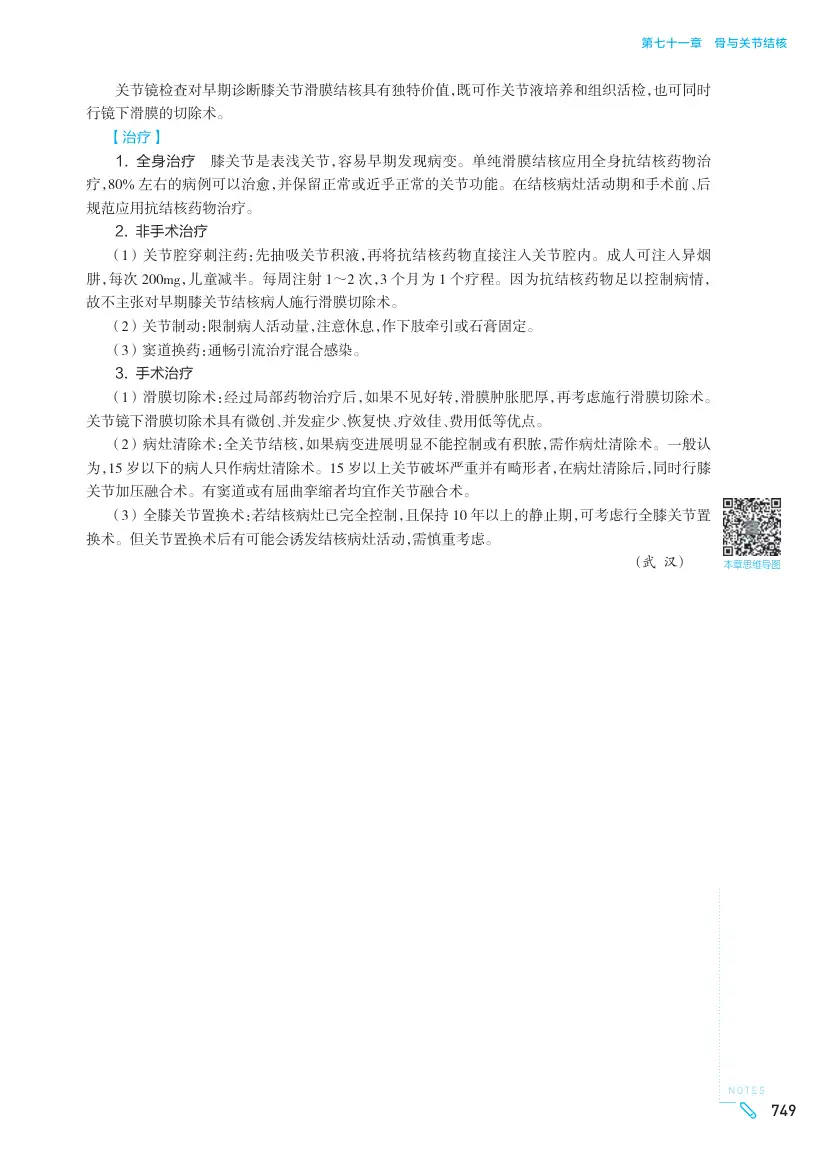 第七十一章 骨与关节结核
关节镜检查对早期诊断膝关节滑膜结核具有独特价值,既可作关节液培养和组织活检,也可同时
行镜下滑膜的切除术。
【治疗】
1. 全身治疗 膝关节是表浅关节,容易早期发现病变。单纯滑膜结核应用全身抗结核药物治
疗,80% 左右的病例可以治愈,并保留正常或近乎正常的关节功能。在结核病灶活动期和手术前、后
规范应用抗结核药物治疗。
2. 非手术治疗
(1)关节腔穿刺注药:先抽吸关节积液,再将抗结核药物直接注入关节腔内。成人可注入异烟
肼,每次 200mg,儿童减半。每周注射 1~2 次,3 个月为 1 个疗程。因为抗结核药物足以控制病情,
故不主张对早期膝关节结核病人施行滑膜切除术。
(2)关节制动:限制病人活动量,注意休息,作下肢牵引或石膏固定。
(3)窦道换药:通畅引流治疗混合感染。
3. 手术治疗
(1)滑膜切除术:经过局部药物治疗后,如果不见好转,滑膜肿胀肥厚,再考虑施行滑膜切除术。
关节镜下滑膜切除术具有微创、并发症少、恢复快、疗效佳、费用低等优点。
(2)病灶清除术:全关节结核,如果病变进展明显不能控制或有积脓,需作病灶清除术。一般认
为,15 岁以下的病人只作病灶清除术。15 岁以上关节破坏严重并有畸形者,在病灶清除后,同时行膝
关节加压融合术。有窦道或有屈曲挛缩者均宜作关节融合术。
(3)全膝关节置换术:若结核病灶已完全控制,且保持 10 年以上的静止期,可考虑行全膝关节置
换术。但关节置换术后有可能会诱发结核病灶活动,需慎重考虑。
(武 汉)
本章思维导图
NOTES
749